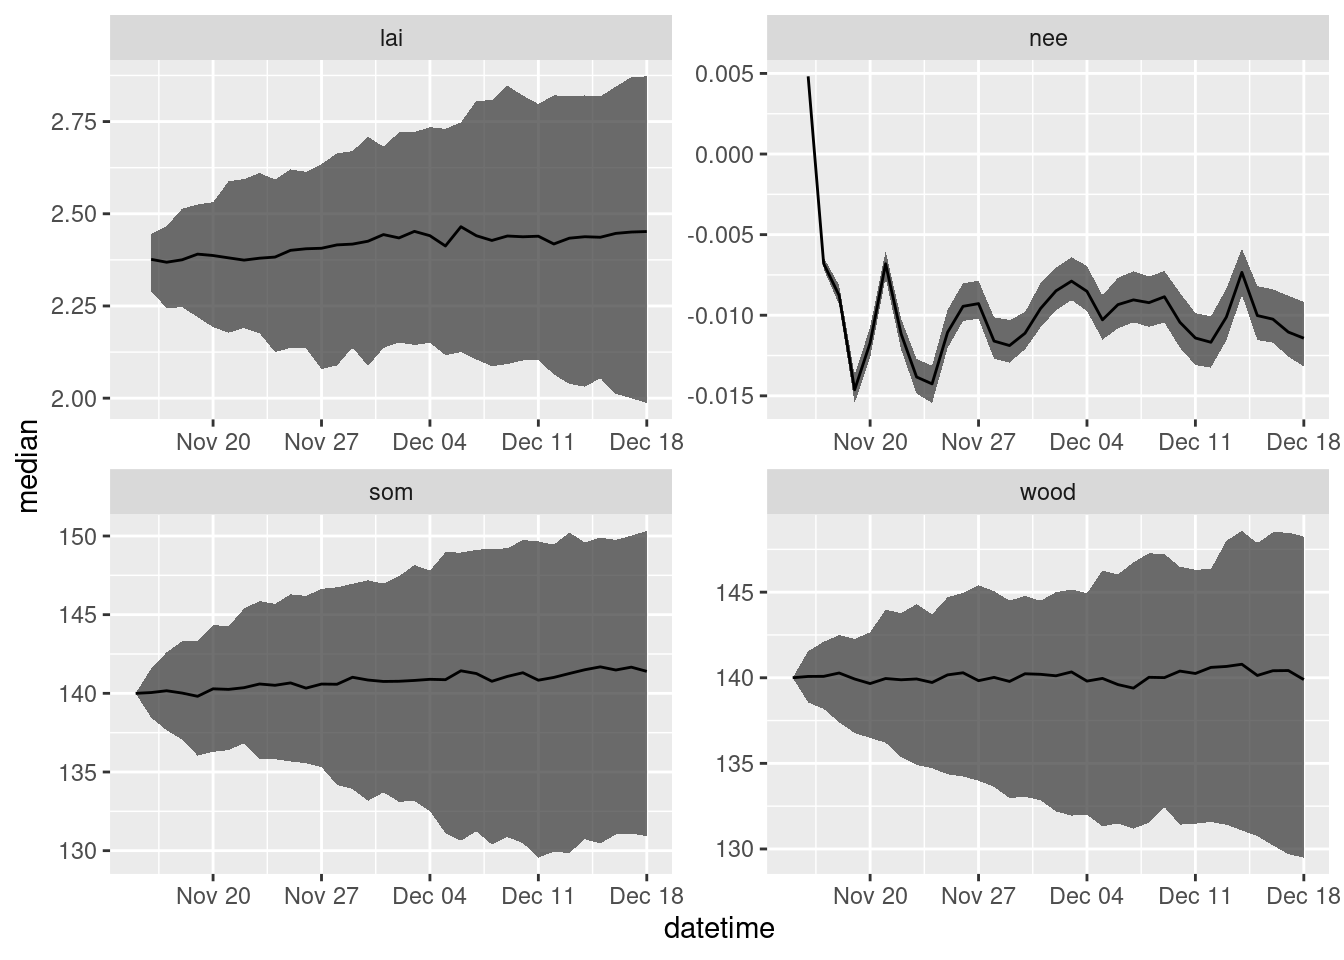 lai
nee
2.75
2.50
2.25
2.00
0.005
0.000
-0.005
-0.010
-0.015
Nov 20 Nov 27 Dec 04 Dec 11 Dec 18
Nov 20 Nov 27 Dec 04 Dec 11 Dec 18
median
som
wood
150
145
140
135
130
145
140
135
130
Nov 20 Nov 27 Dec 04 Dec 11 Dec 18
Nov 20 Nov 27 Dec 04 Dec 11 Dec 18
datetime